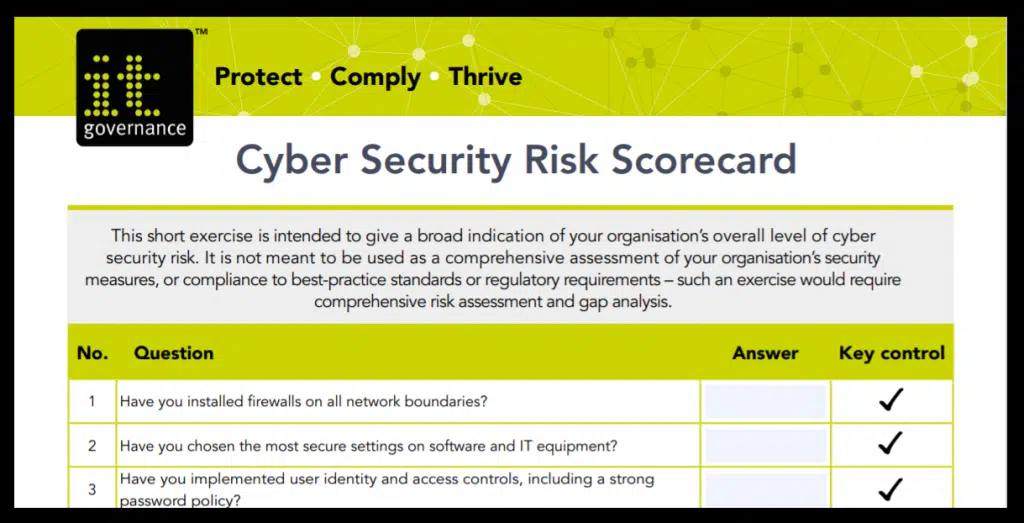 it™
governance
Protect • Comply • Thrive
Cyber Security Risk Scorecard
This short exercise is intended to give a broad indication of your organisation's overall level of cyber
security risk. It is not meant to be used as a comprehensive assessment of your organisation's security
measures, or compliance to best-practice standards or regulatory requirements – such an exercise would require
comprehensive risk assessment and gap analysis.
No. Question Answer Key control
1 Have you installed firewalls on all network boundaries? ✓
2 Have you chosen the most secure settings on software and IT equipment? ✓
3 Have you implemented user identity and access controls, including a strong
password policy? ✓